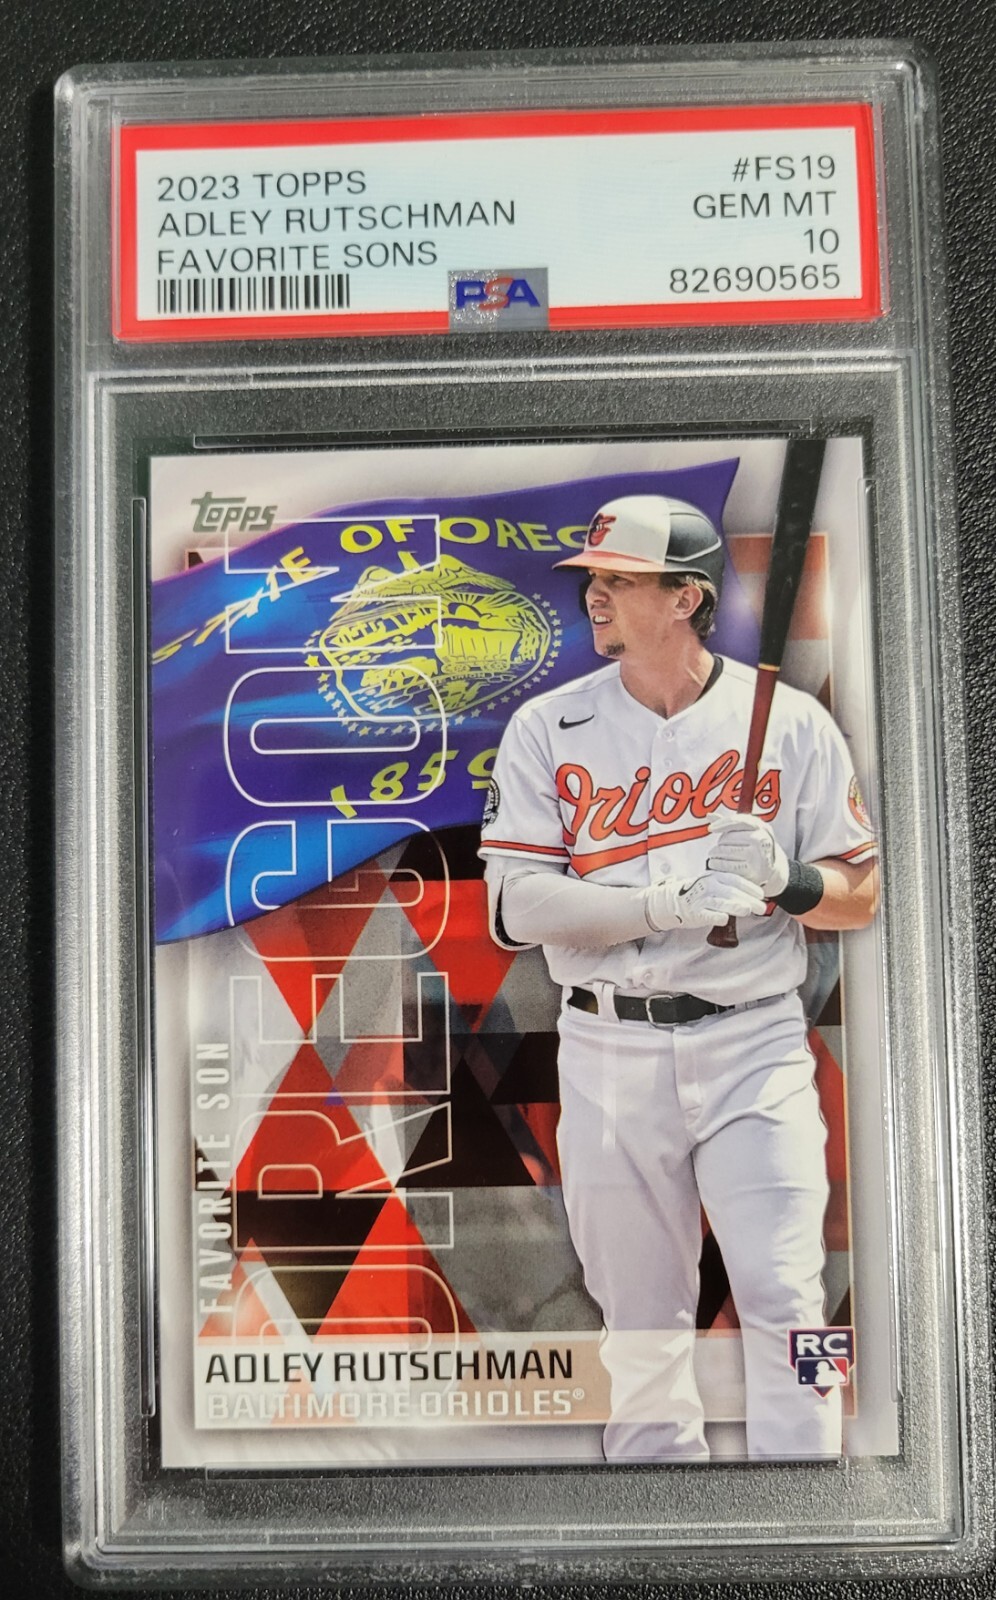 2023 TOPPS
ADLEY RUTSCHMAN
FAVORITE SONS
#FS19
GEM MT
10
82690565
PSA
Topps
STATE OF OREG
1859
OREGON
FAVORITE SON
Orioles
ADLEY RUTSCHMAN
BALTIMORE ORIOLES®
RC